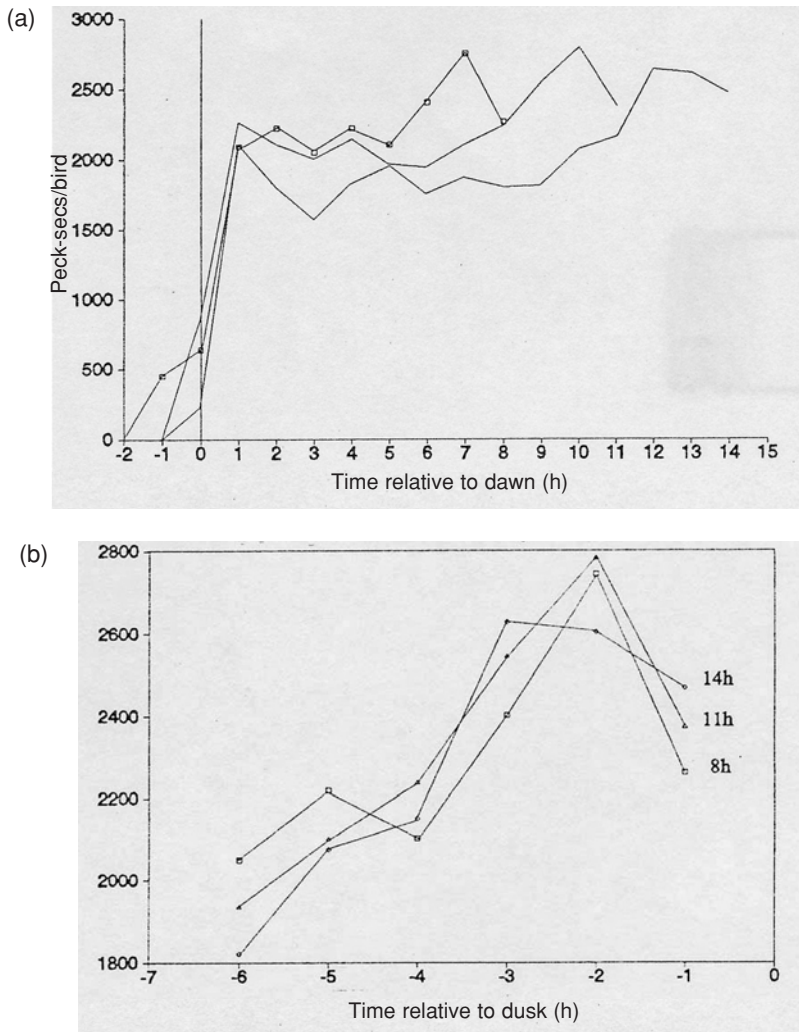 (a)
3000
2500
2000
1500
1000
500
0
Peck-secs/bird
-2 -1 0 1 2 3 4 5 6 7 8 9 10 11 12 13 14 15
Time relative to dawn (h)
(b)
2800
2600
2400
2200
2000
1800
14h
11h
8h
-7 -6 -5 -4 -3 -2 -1 0
Time relative to dusk (h)